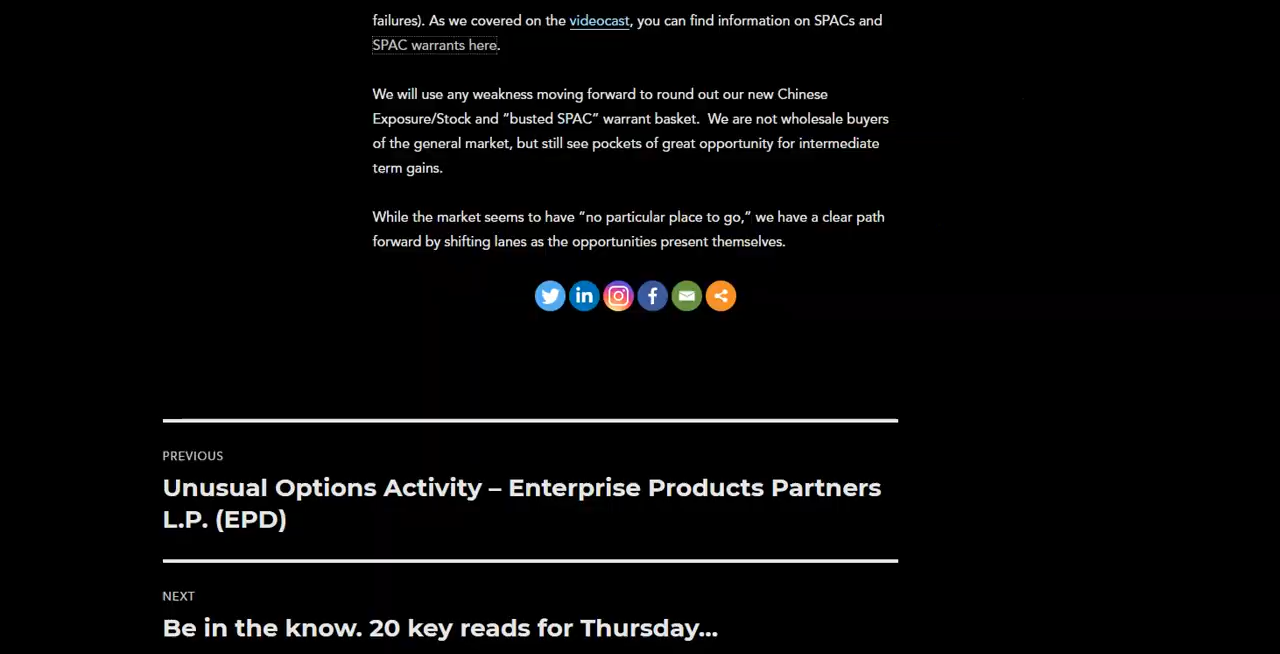 failures). As we covered on the videocast, you can find information on SPACs and
SPAC warrants here.
We will use any weakness moving forward to round out our new Chinese
Exposure/Stock and “busted SPAC” warrant basket.  We are not wholesale buyers
of the general market, but still see pockets of great opportunity for intermediate
term gains.
While the market seems to have “no particular place to go,” we have a clear path
forward by shifting lanes as the opportunities present themselves.
PREVIOUS
Unusual Options Activity – Enterprise Products Partners
L.P. (EPD)
NEXT
Be in the know. 20 key reads for Thursday…